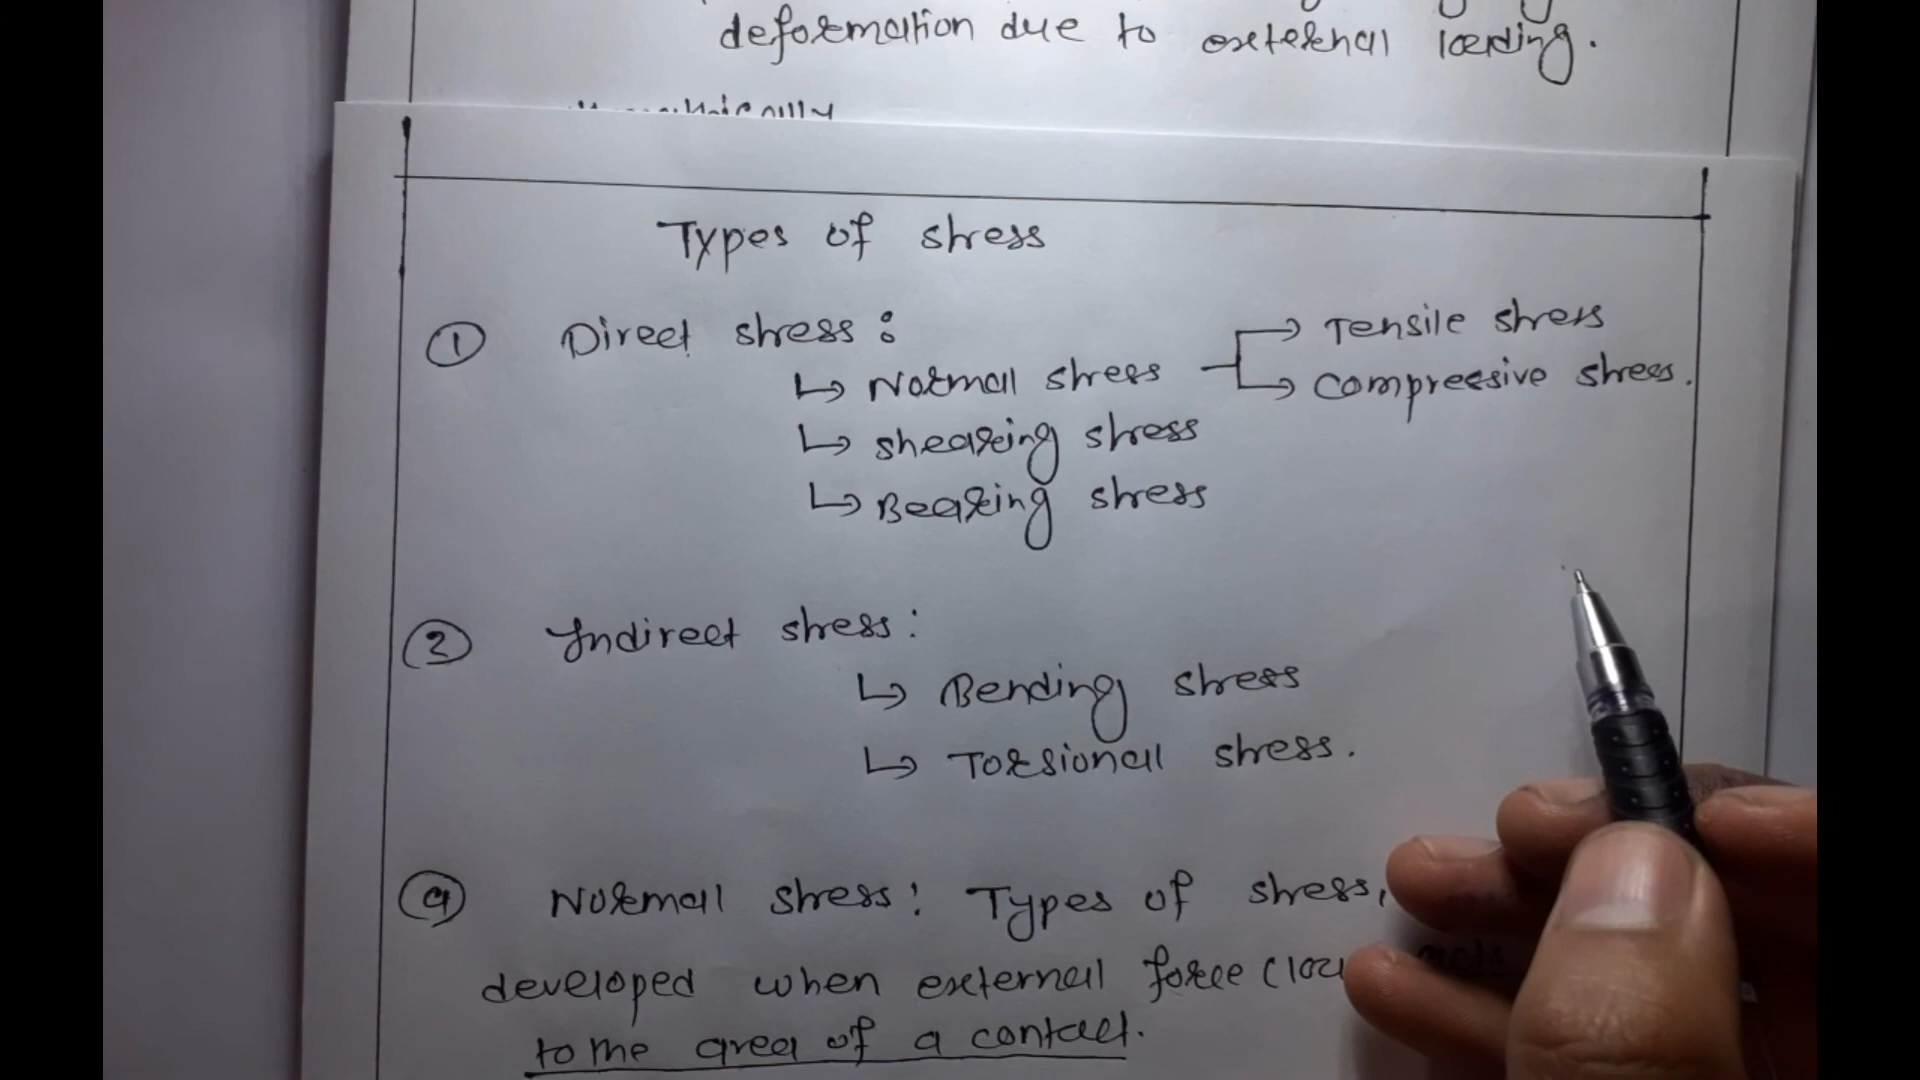 deformation due to external loading.
Types of stress
① Direct stress:
↳ Normal stress → Tensile stress
→ compressive stress.
↳ shearing stress
↳ Bearing stress
② Indirect stress:
↳ Bending stress
↳ Torsional stress.
ⓐ Normal stress: Types of stress,
developed when external force (
to the area of a contact.